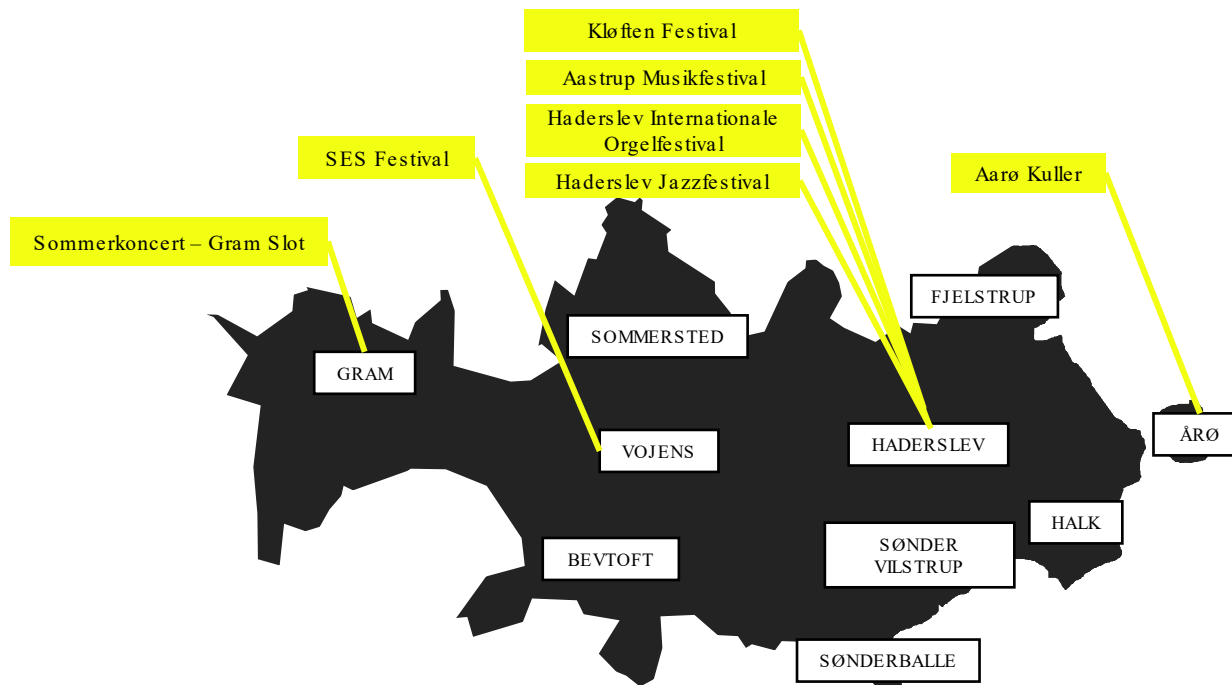 Kløften Festival
Aastrup Musikfestival
Haderslev Internationale
Orgelfestival
Haderslev Jazzfestival
SES Festival
Aarø Kuller
Sommerkoncert – Gram Slot
FJELSTRUP
SOMMERSTED
GRAM
ÅRØ
HADERSLEV
VOJENS
HALK
SØNDER
VILSTRUP
BEVTOFT
SØNDERBALLE